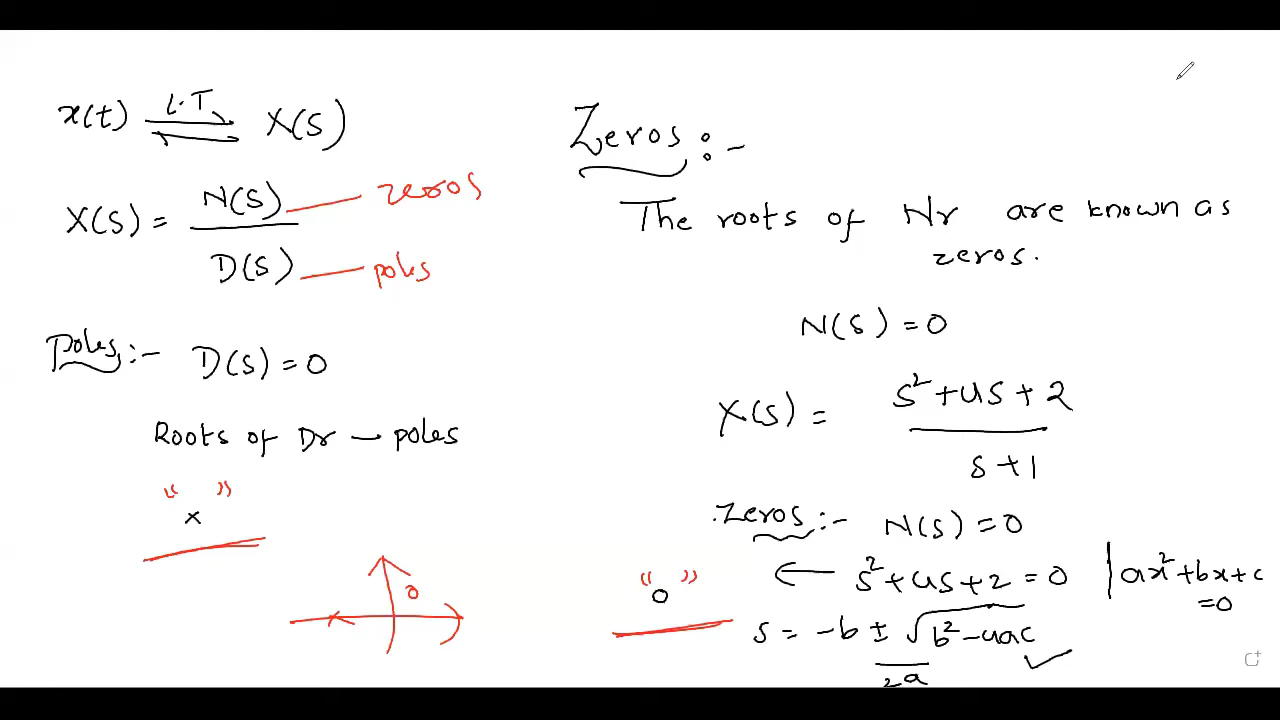 x(t) L.T X(s)
X(s) = N(s) / D(s)
zeros
poles
Poles :- D(s) = 0
Roots of Dr — poles
" x "
0
Zeros :-
The roots of Nr are known as
zeros.
N(s) = 0
X(s) = s²+4s+2 / s+1
Zeros :- N(s) = 0
" o "
← s²+4s+2 = 0 | ax²+bx+c
=0
s = -b ± √b²-4ac / 2a